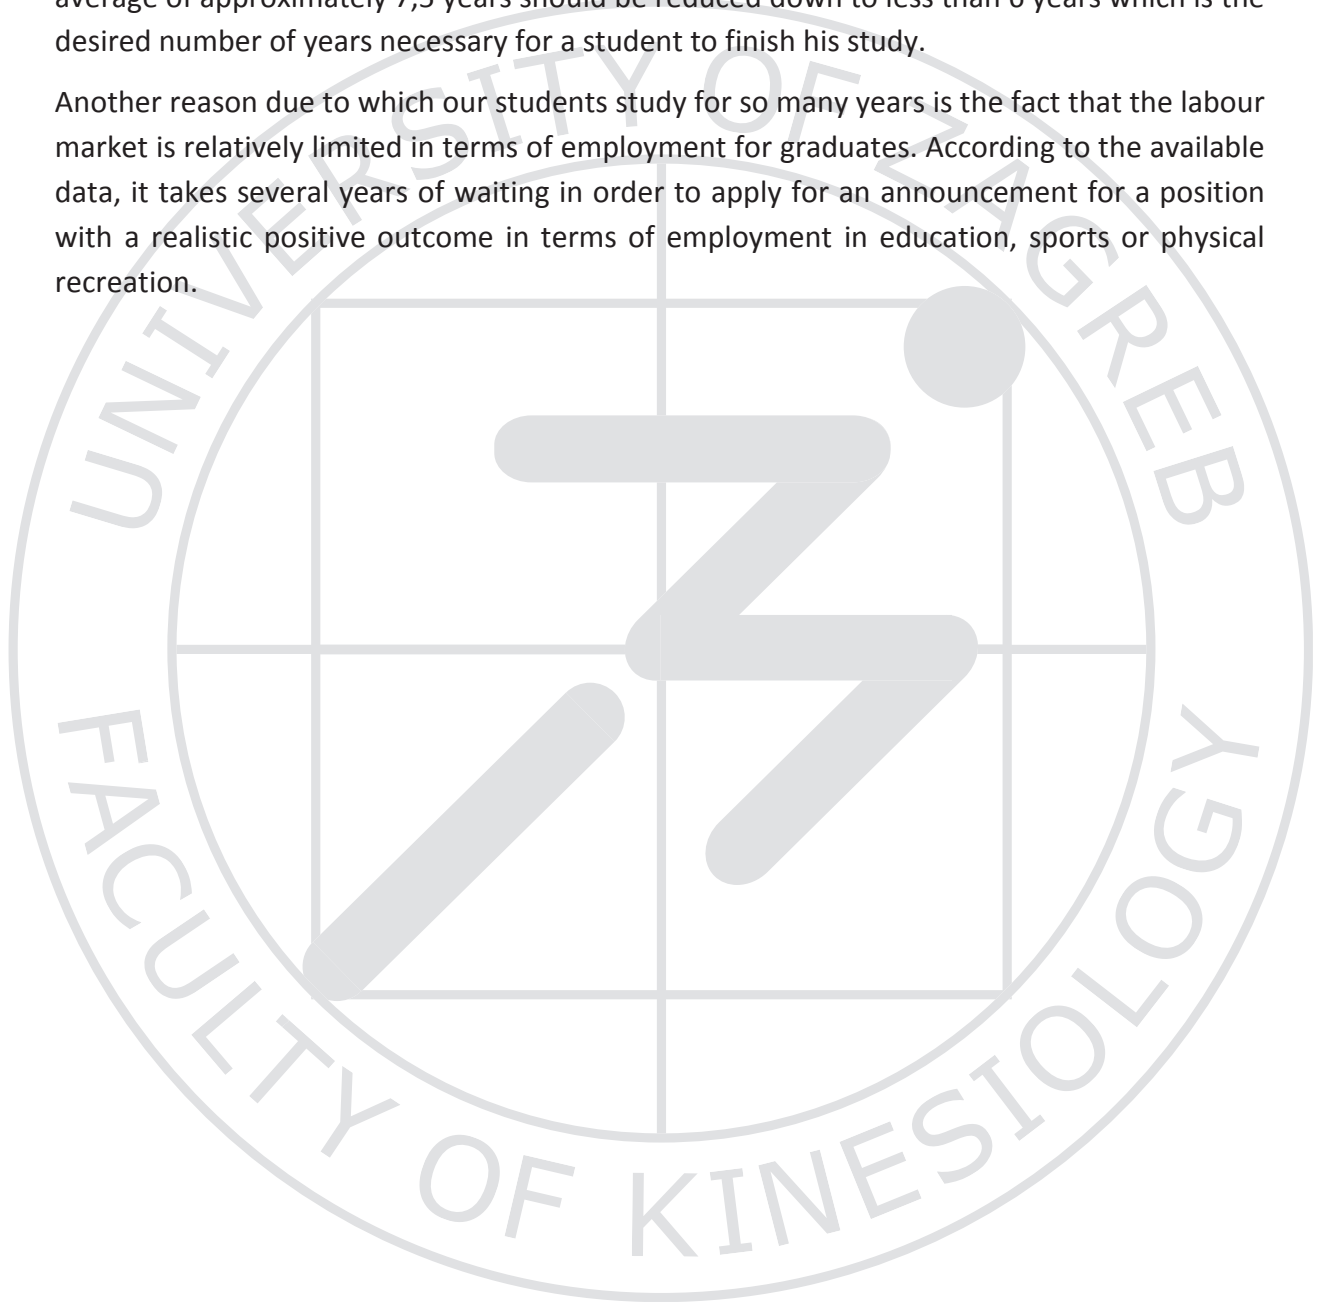 average of approximately 7,5 years should be reduced down to less than 6 years which is the
desired number of years necessary for a student to finish his study.
Another reason due to which our students study for so many years is the fact that the labour
market is relatively limited in terms of employment for graduates. According to the available
data, it takes several years of waiting in order to apply for an announcement for a position
with a realistic positive outcome in terms of employment in education, sports or physical
recreation.
UNIVERSITY OF ZAGREB
FACULTY OF KINESIOLOGY